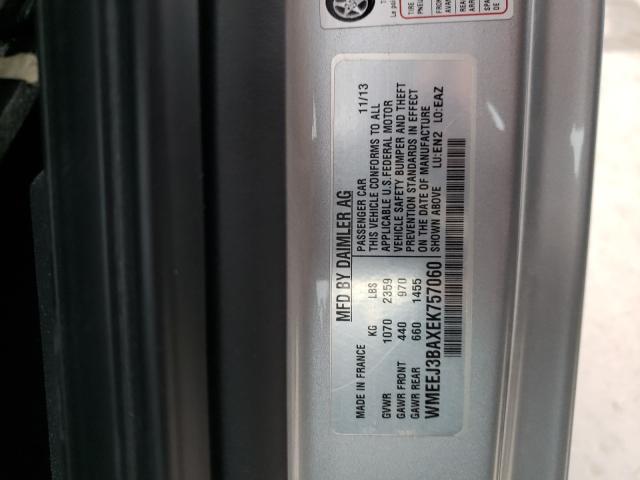 MFD BY DAIMLER AG
MADE IN FRANCE PASSENGER CAR 11/13
KG LBS THIS VEHICLE CONFORMS TO ALL
GVWR 1070 2359 APPLICABLE U.S.FEDERAL MOTOR
GAWR FRONT 440 970 VEHICLE SAFETY BUMPER AND THEFT
GAWR REAR 660 1455 PREVENTION STANDARDS IN EFFECT
ON THE DATE OF MANUFACTURE
SHOWN ABOVE LU:EN2 LO:EAZ
WMEEJ3BAXEK757060
TIRE